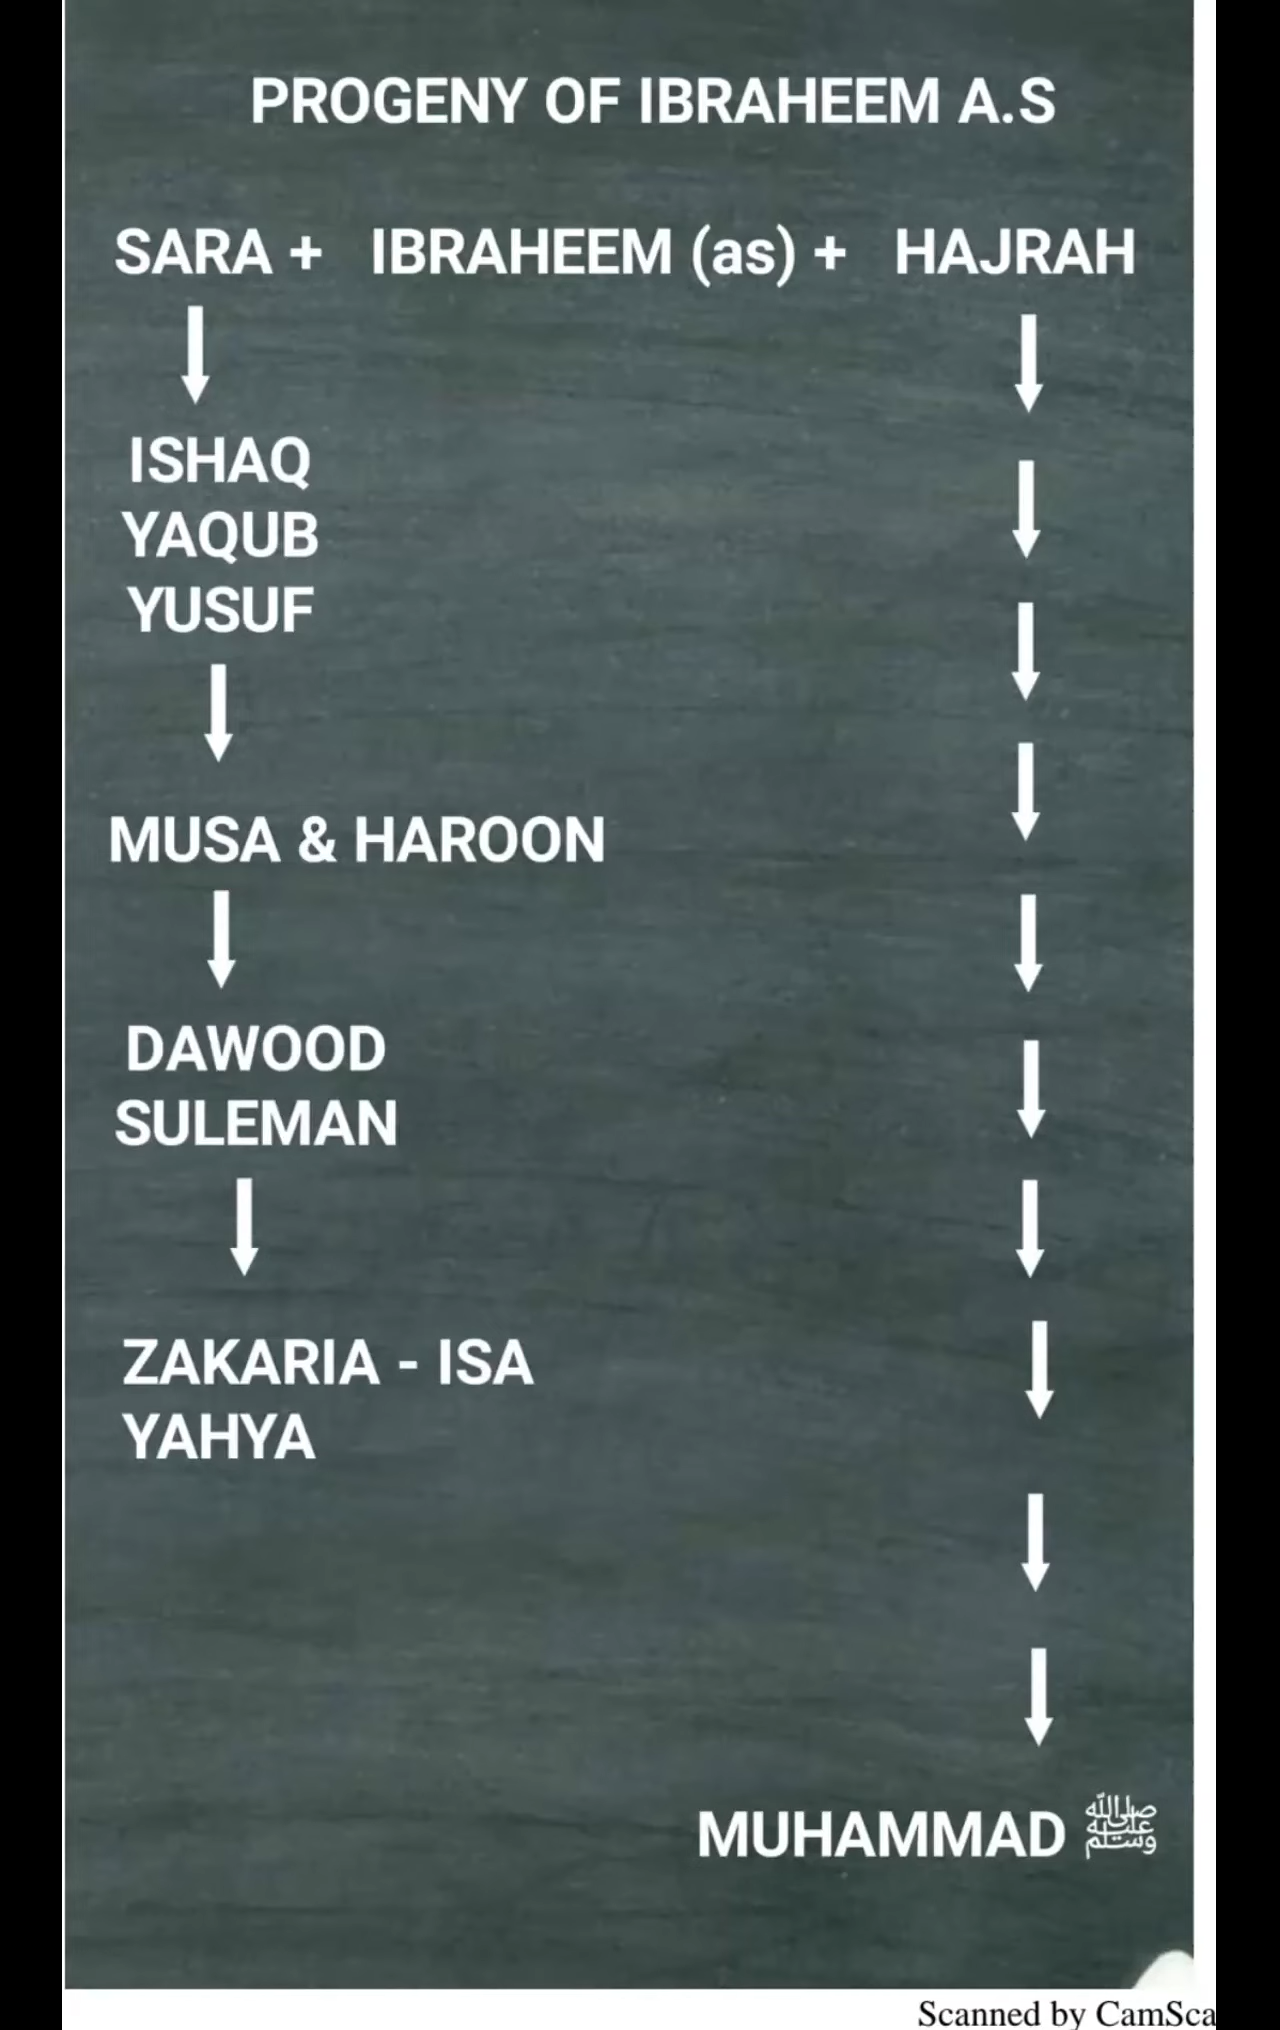 PROGENY OF IBRAHEEM A.S
SARA + IBRAHEEM (as) + HAJRAH
ISHAQ
YAQUB
YUSUF
MUSA & HAROON
DAWOOD
SULEMAN
ZAKARIA - ISA
YAHYA
MUHAMMAD ﷺ
Scanned by CamSca